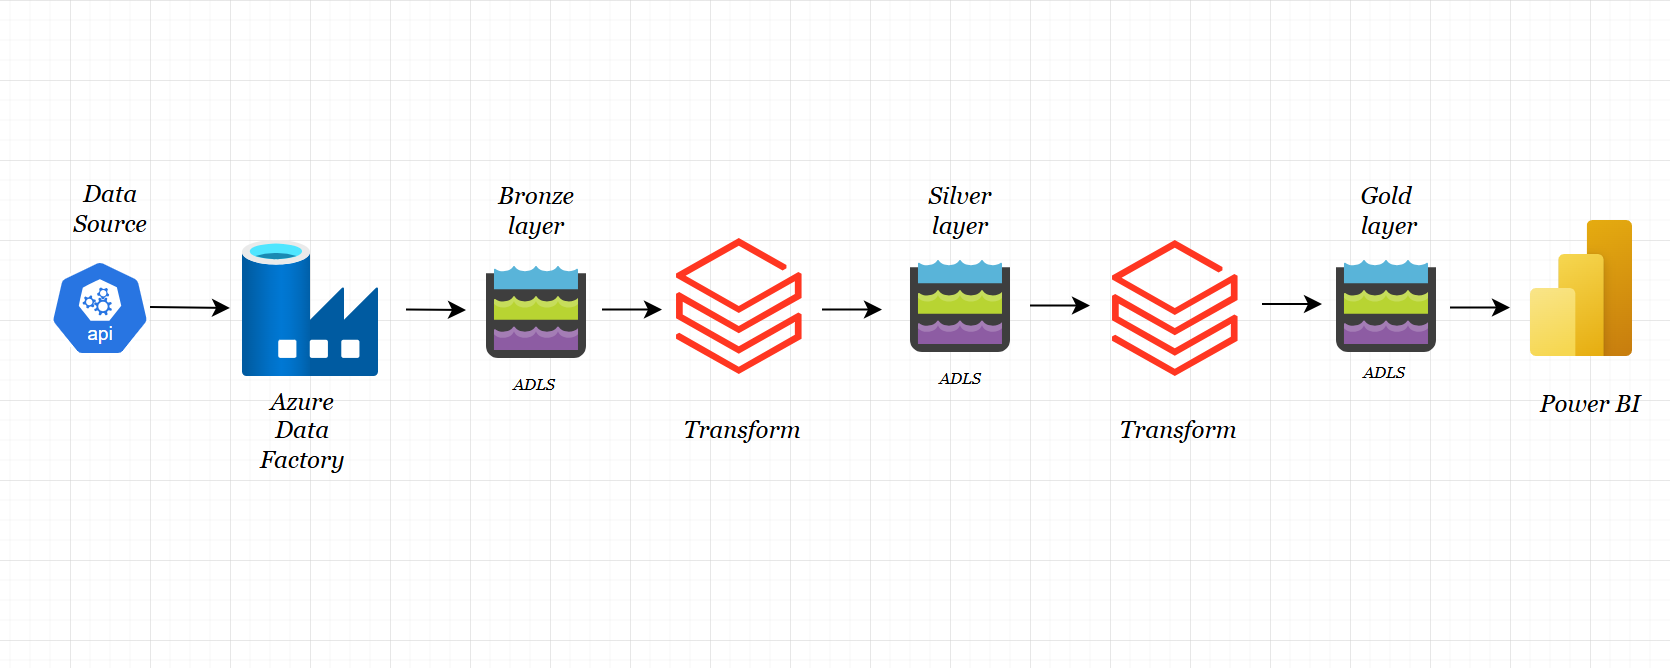 Data
Source
api
Azure
Data
Factory
Bronze
layer
ADLS
Transform
Silver
layer
ADLS
Transform
Gold
layer
ADLS
Power BI